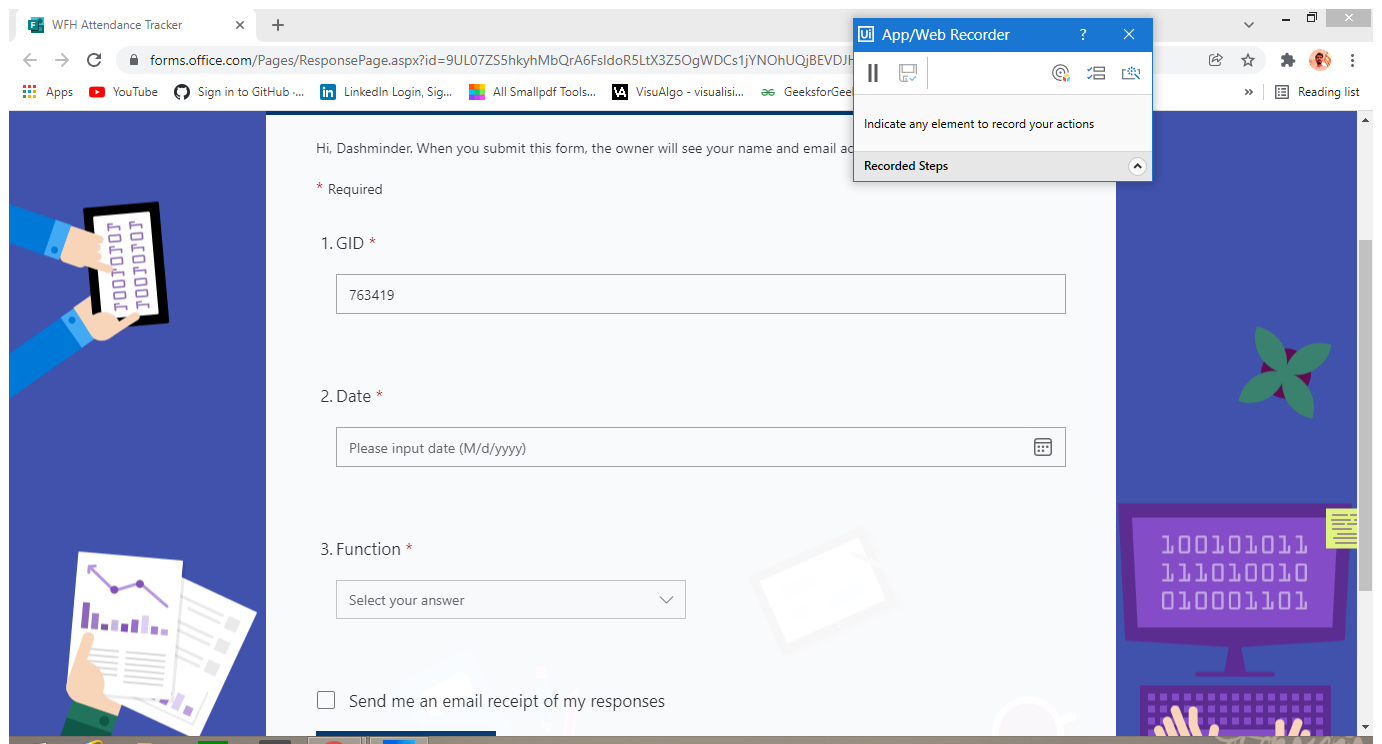 WFH Attendance Tracker
Ui App/Web Recorder ?
forms.office.com/Pages/ResponsePage.aspx?id=9UL07ZS5hkyhMbQrA6FsIdoR5LtX3Z5OgWDCs1jYNOhUQjBEVDJH
Apps YouTube Sign in to GitHub ·... in LinkedIn Login, Sig... All Smallpdf Tools... VA VisuAlgo - visualisi... GeeksforGeel » Reading list
Indicate any element to record your actions
Recorded Steps
Hi, Dashminder. When you submit this form, the owner will see your name and email
* Required
1. GID *
763419
2. Date *
Please input date (M/d/yyyy)
3. Function *
Select your answer
100101011
111010010
010001101
Send me an email receipt of my responses